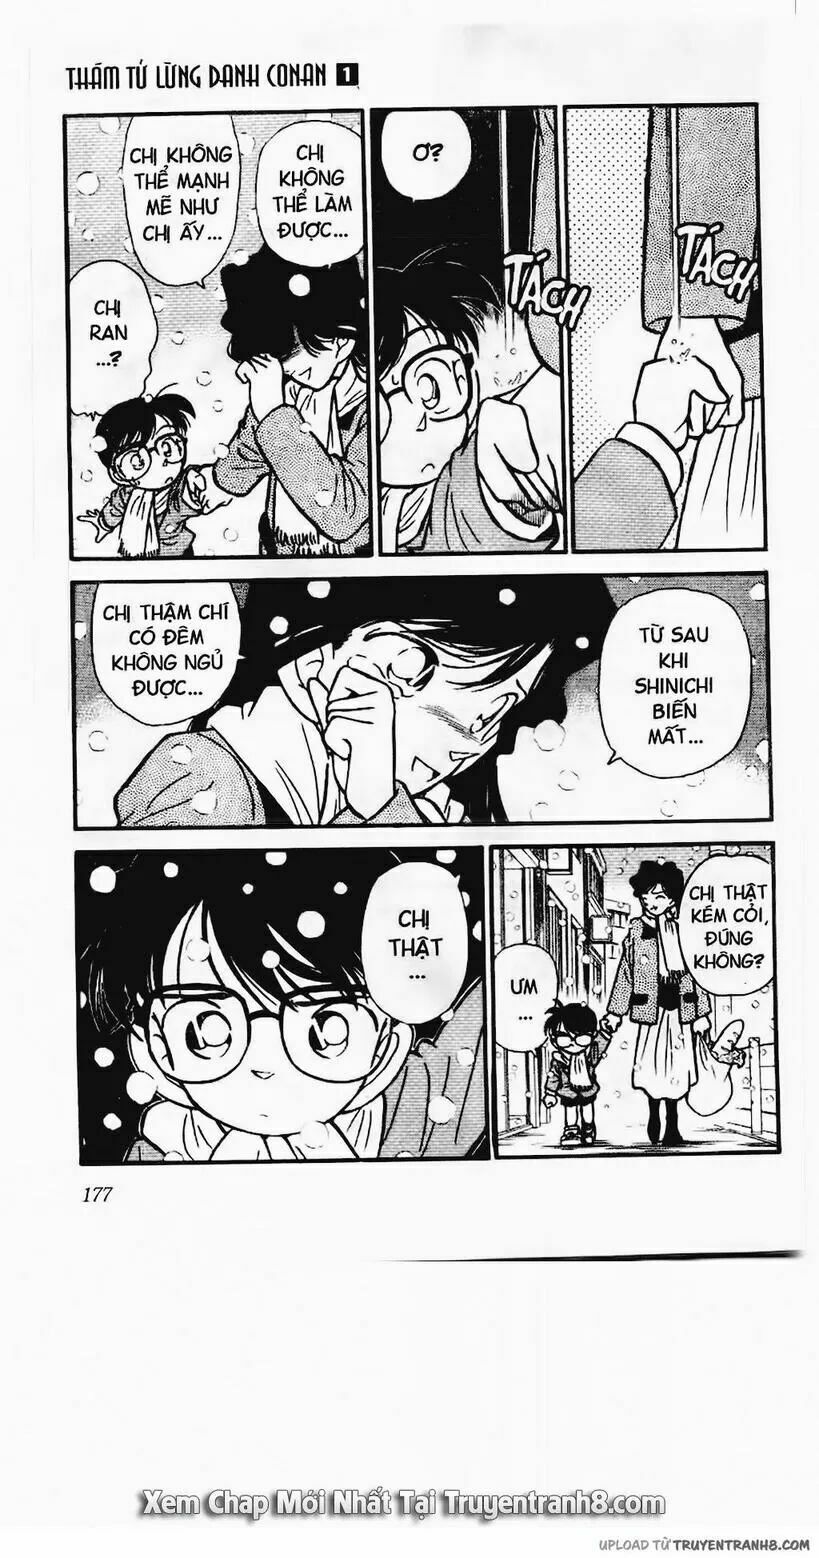 THÁM TỬ LỪNG DANH CONAN 1
TÁCH
Ơ?
TÁCH
CHỊ
KHÔNG
THỂ LÀM
ĐƯỢC...
CHỊ KHÔNG
THỂ MẠNH
MẼ NHƯ
CHỊ ẤY...
CHỊ
RAN
...?
TỪ SAU
KHI
SHINICHI
BIẾN
MẤT...
CHỊ THẬM CHÍ
CÓ ĐÊM
KHÔNG NGỦ
ĐƯỢC...
CHỊ THẬT
KÉM CỎI,
ĐÚNG
KHÔNG?
ƯM
...
CHỊ
THẬT
...
177
Xem Chap Mới Nhất Tại Truyentranh8.com
UPLOAD TỪ TRUYENTRANH8.COM